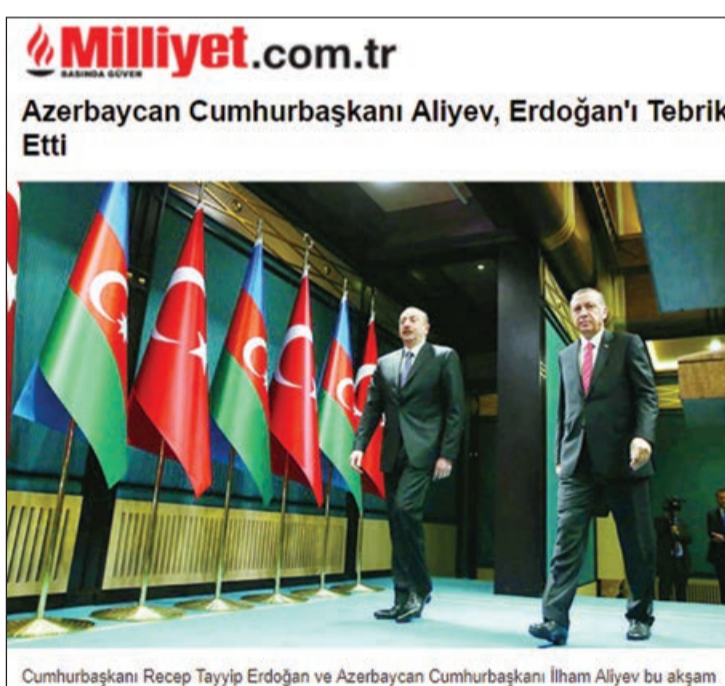 Milliyet.com.tr
BASINDA GÜVEN
Azerbaycan Cumhurbaşkanı Aliyev, Erdoğan'ı Tebrik
Etti
Cumhurbaşkanı Recep Tayyip Erdoğan ve Azerbaycan Cumhurbaşkanı İlham Aliyev bu akşam